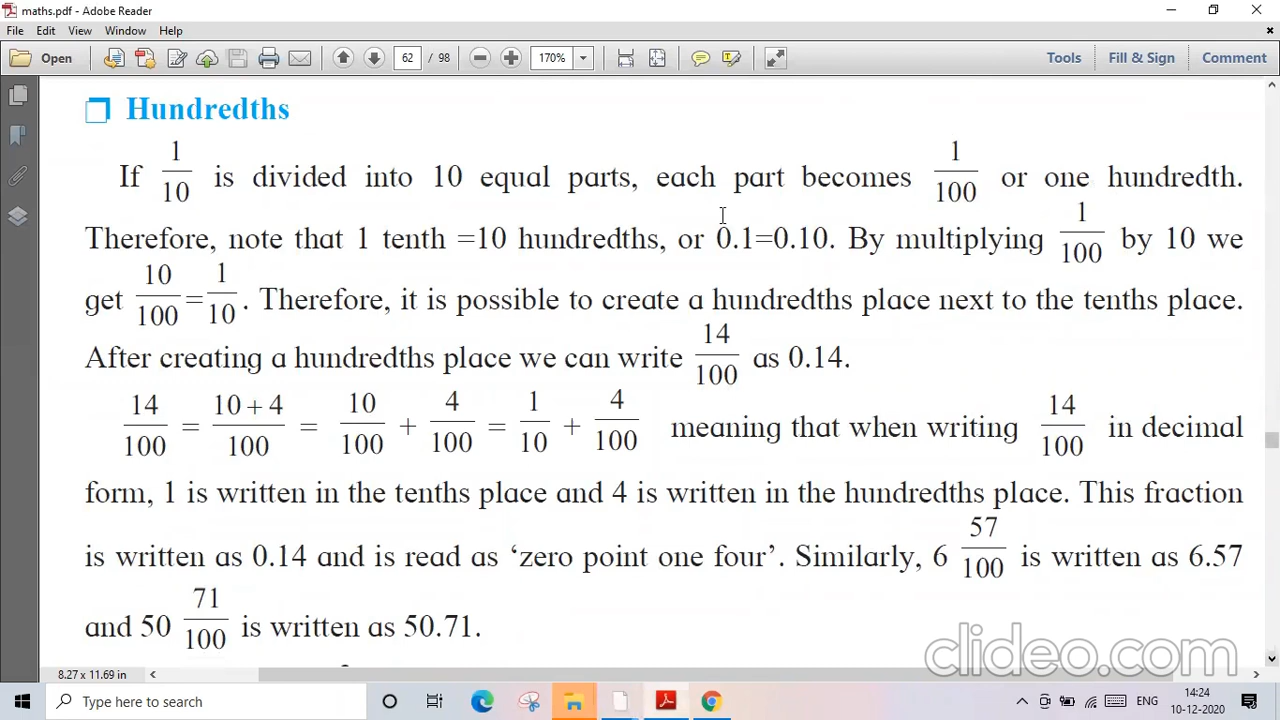 maths.pdf - Adobe Reader
File Edit View Window Help
Open 62 / 98 170% Tools Fill & Sign Comment
Hundredths
If 1/10 is divided into 10 equal parts, each part becomes 1/100 or one hundredth.
Therefore, note that 1 tenth =10 hundredths, or 0.1=0.10. By multiplying 1/100 by 10 we
get 10/100 = 1/10 . Therefore, it is possible to create a hundredths place next to the tenths place.
After creating a hundredths place we can write 14/100 as 0.14.
14/100 = 10 + 4/100 = 10/100 + 4/100 = 1/10 + 4/100 meaning that when writing 14/100 in decimal
form, 1 is written in the tenths place and 4 is written in the hundredths place. This fraction
is written as 0.14 and is read as ‘zero point one four’. Similarly, 6 57/100 is written as 6.57
and 50 71/100 is written as 50.71.
clideo.com
8.27 x 11.69 in
Type here to search ENG 14:24
10-12-2020